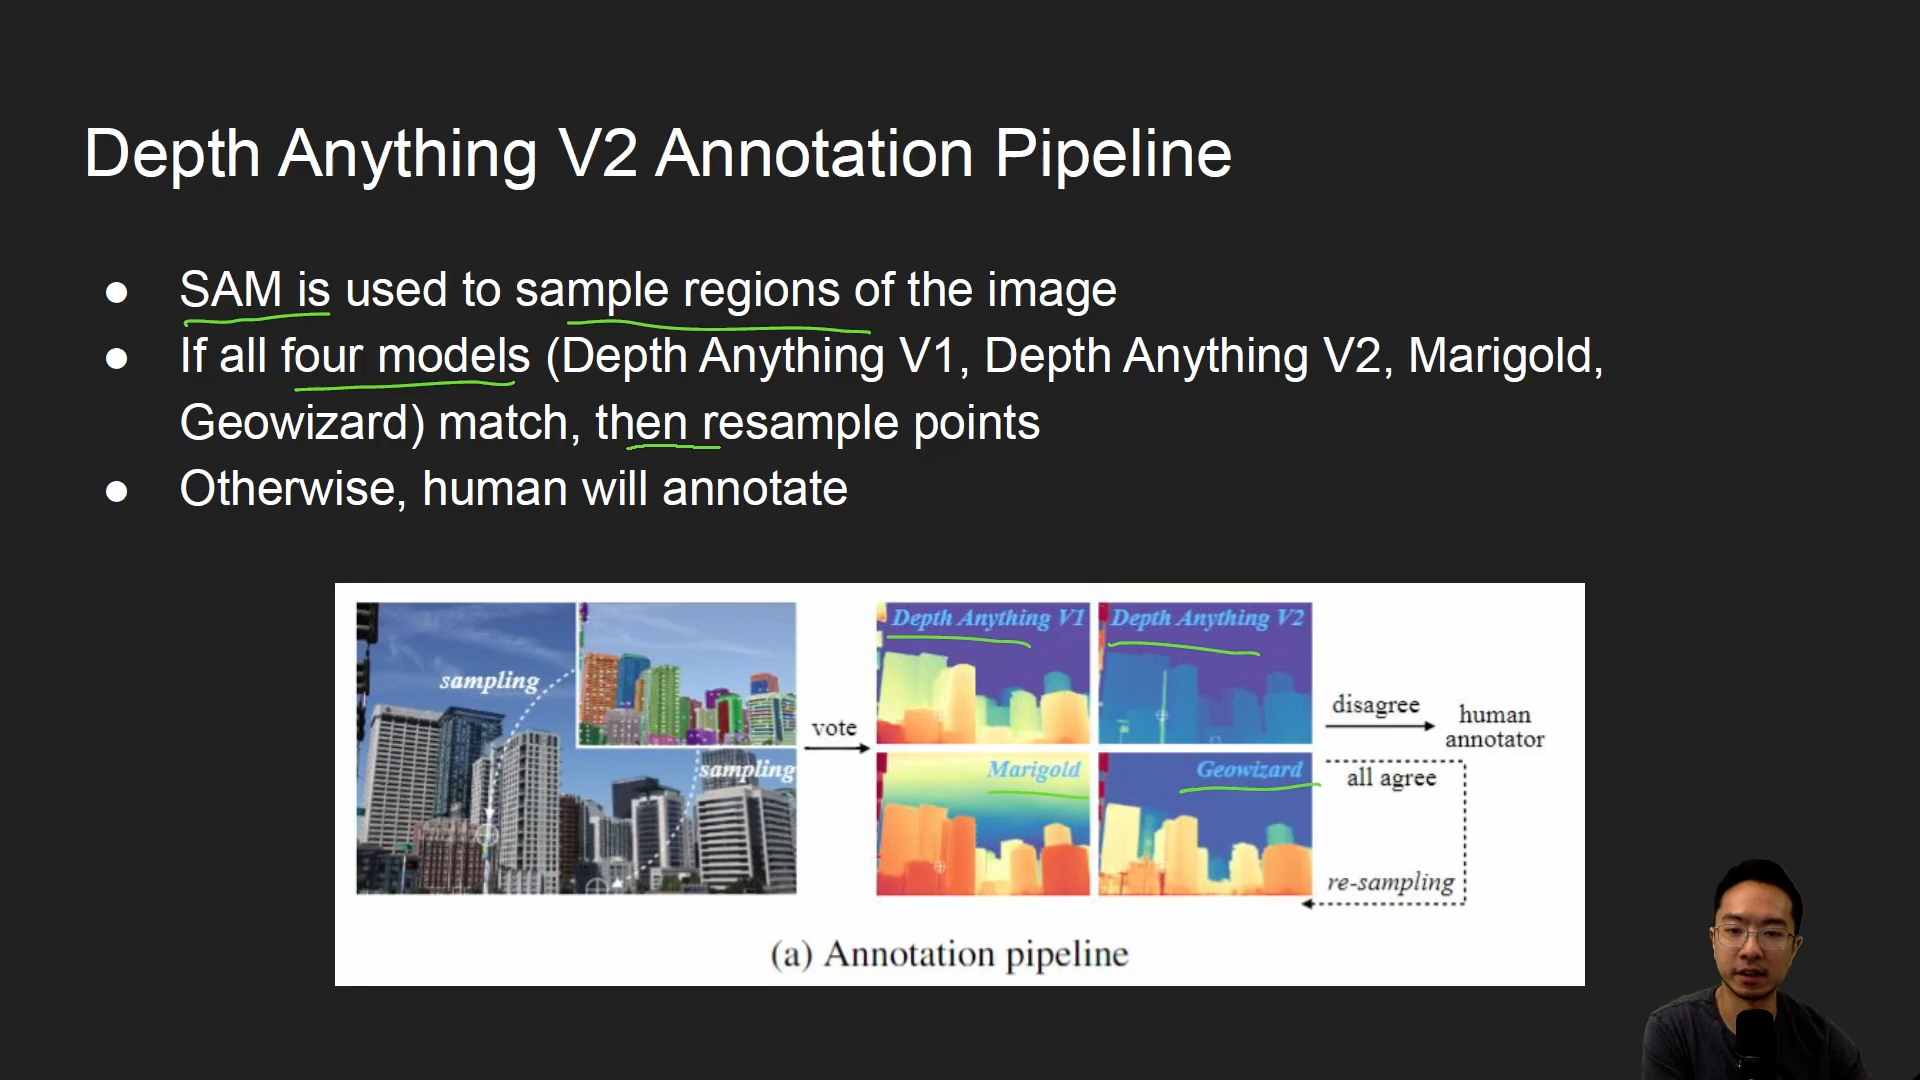 Depth Anything V2 Annotation Pipeline
● SAM is used to sample regions of the image
● If all four models (Depth Anything V1, Depth Anything V2, Marigold,
Geowizard) match, then resample points
● Otherwise, human will annotate
sampling
sampling
vote
Depth Anything V1
Depth Anything V2
Marigold
Geowizard
disagree
human
annotator
all agree
re-sampling
(a) Annotation pipeline